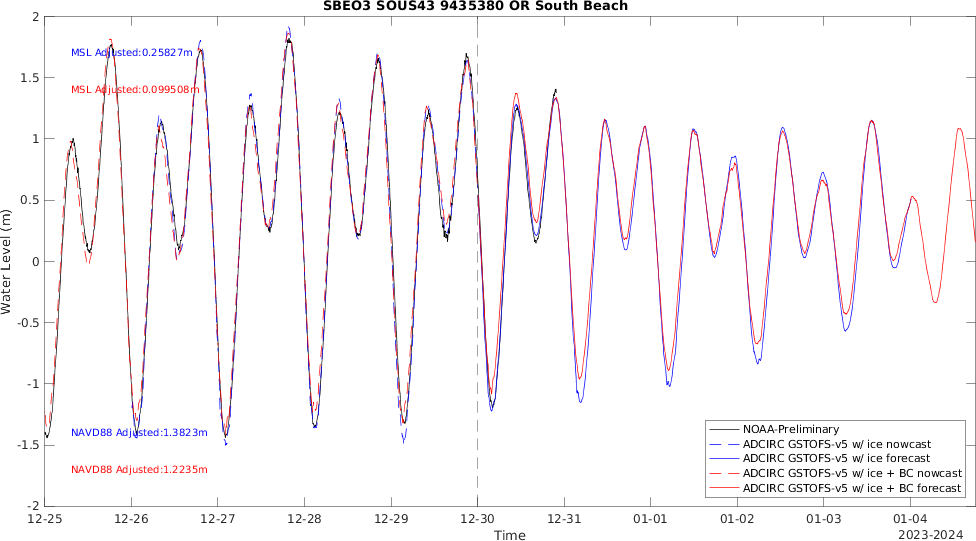 SBEO3 SOUS43 9435380 OR South Beach
2
1.5
1
0.5
0
-0.5
-1
-1.5
-2
Water Level (m)
MSL Adjusted:0.25827m
MSL Adjusted:0.099508m
NAVD88 Adjusted:1.3823m
NAVD88 Adjusted:1.2235m
NOAA-Preliminary
ADCIRC GSTOFS-v5 w/ ice nowcast
ADCIRC GSTOFS-v5 w/ ice forecast
ADCIRC GSTOFS-v5 w/ ice + BC nowcast
ADCIRC GSTOFS-v5 w/ ice + BC forecast
12-25 12-26 12-27 12-28 12-29 12-30 12-31 01-01 01-02 01-03 01-04
Time
2023-2024